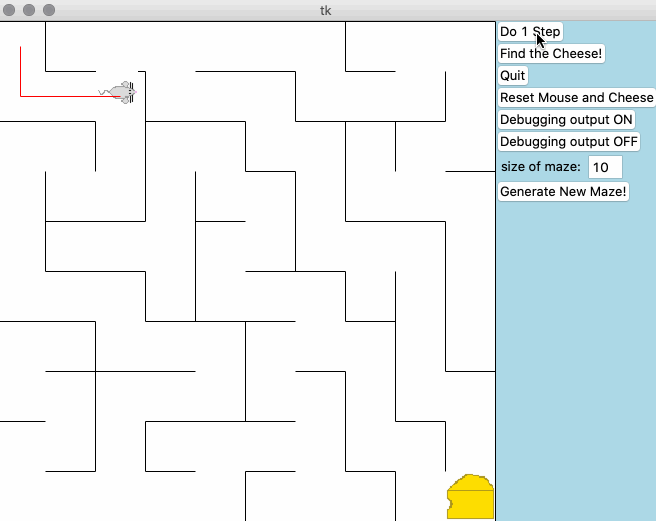 tk
Do 1 Step
Find the Cheese!
Quit
Reset Mouse and Cheese
Debugging output ON
Debugging output OFF
size of maze: 10
Generate New Maze!